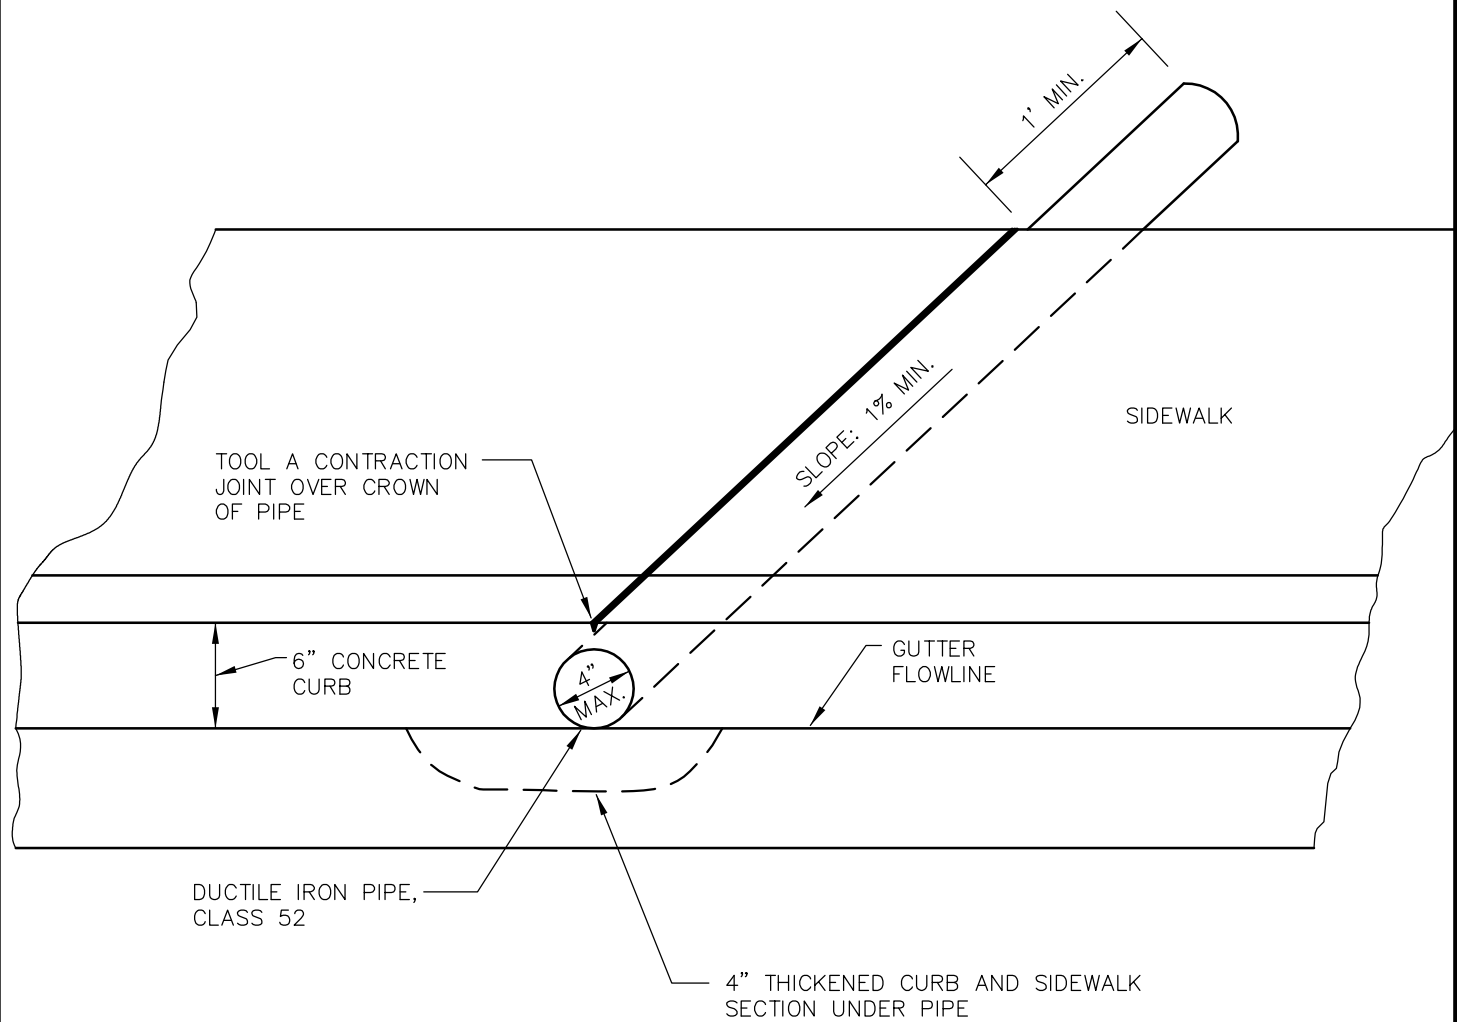 1' MIN.
SLOPE: 1% MIN.
SIDEWALK
TOOL A CONTRACTION
JOINT OVER CROWN
OF PIPE
6" CONCRETE
CURB
4"
MAX.
GUTTER
FLOWLINE
DUCTILE IRON PIPE,
CLASS 52
4" THICKENED CURB AND SIDEWALK
SECTION UNDER PIPE